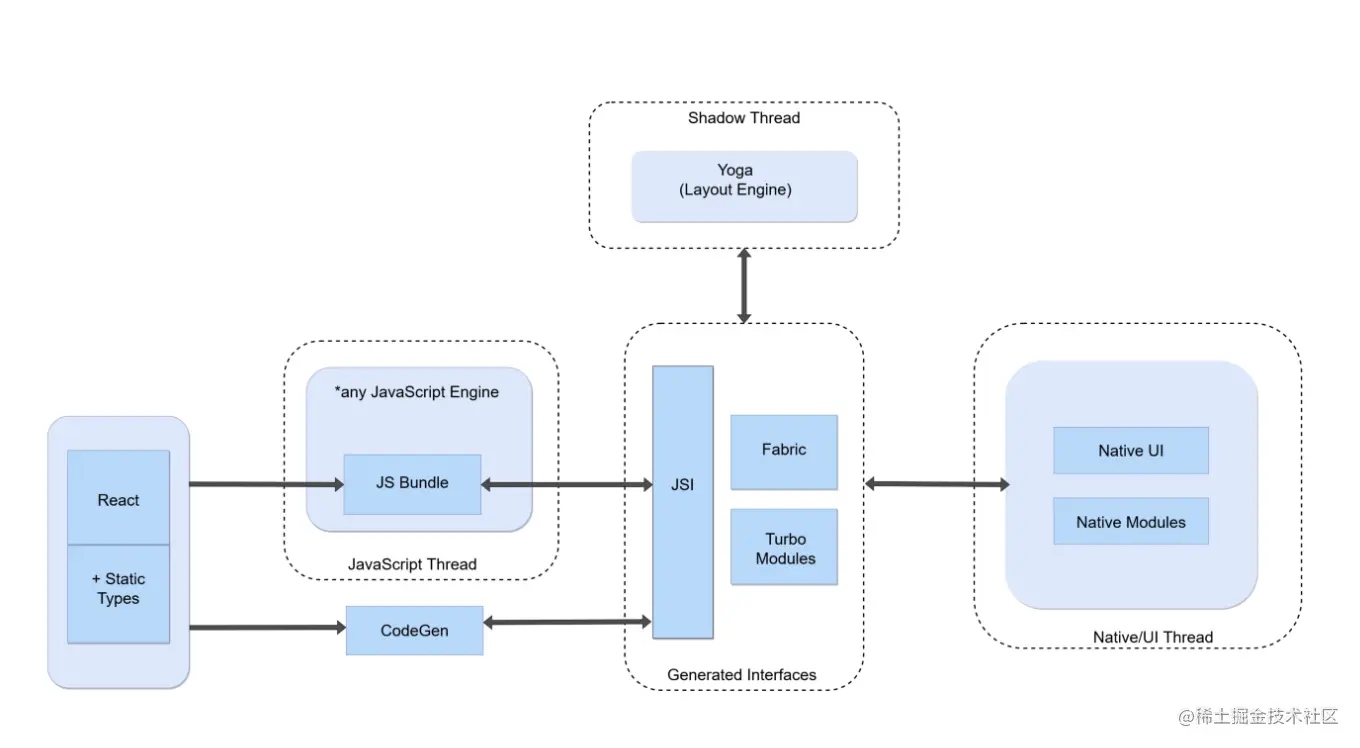 Shadow Thread
Yoga
(Layout Engine)
*any JavaScript Engine
JS Bundle
JavaScript Thread
React
+ Static
Types
CodeGen
JSI
Fabric
Turbo
Modules
Generated Interfaces
Native UI
Native Modules
Native/UI Thread
@稀土掘金技术社区